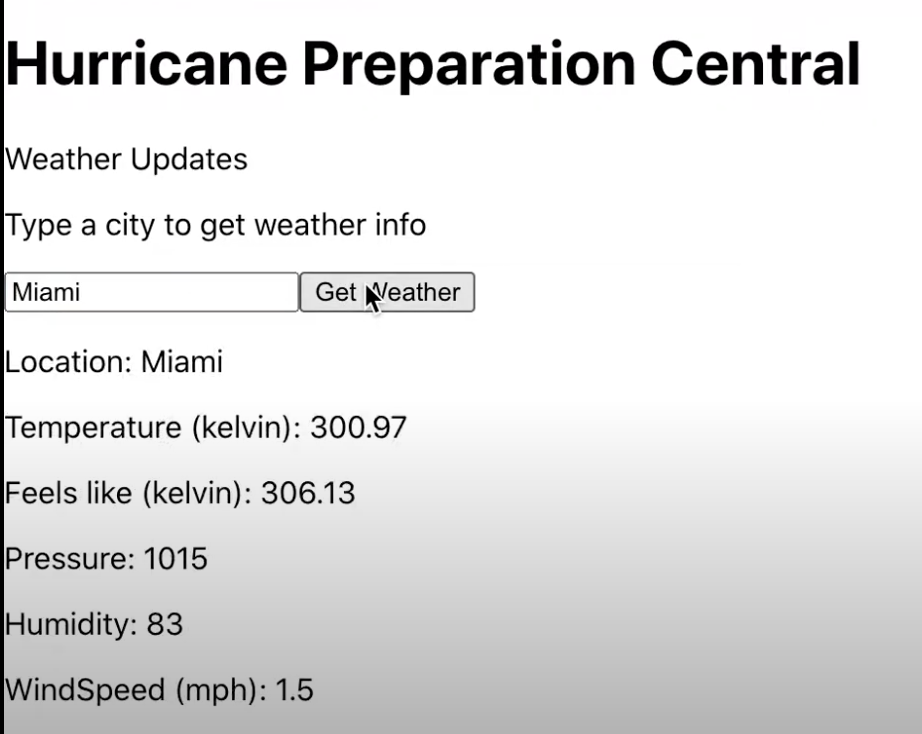 Hurricane Preparation Central
Weather Updates
Type a city to get weather info
Miami
Get Weather
Location: Miami
Temperature (kelvin): 300.97
Feels like (kelvin): 306.13
Pressure: 1015
Humidity: 83
WindSpeed (mph): 1.5